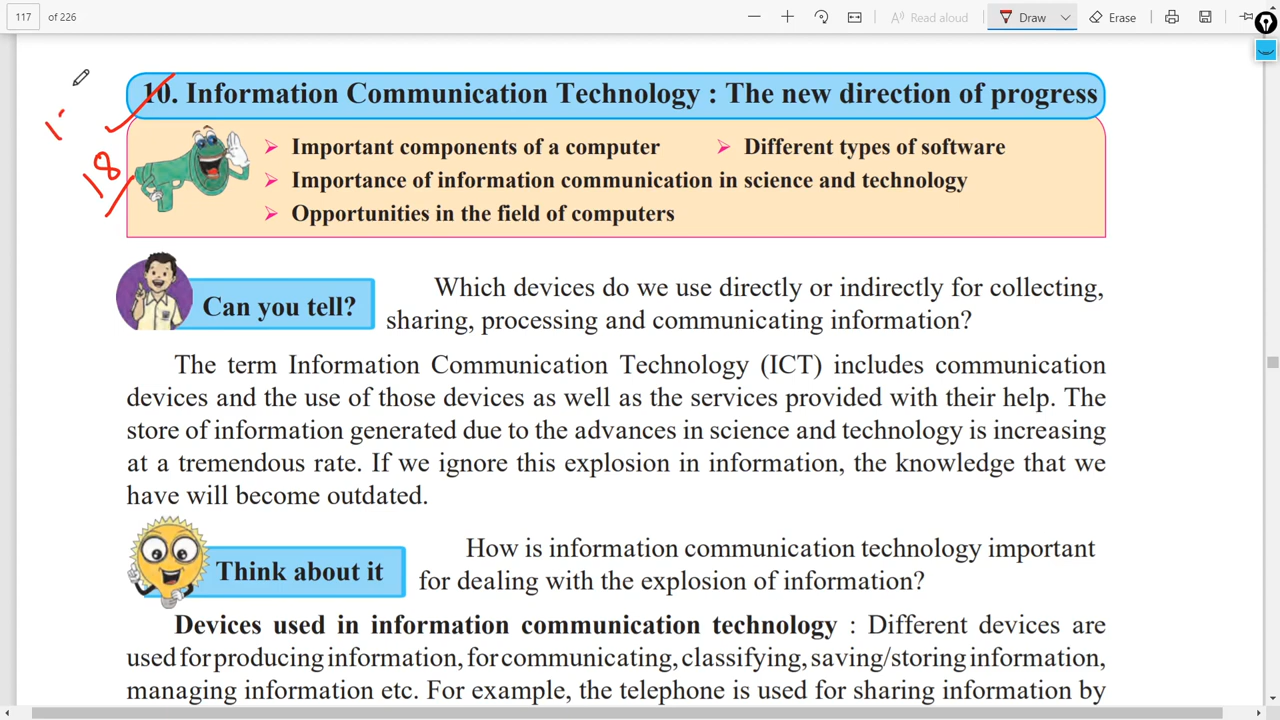 117 of 226
Read aloud
Draw
Erase
10. Information Communication Technology : The new direction of progress
18
➢ Important components of a computer ➢ Different types of software
➢ Importance of information communication in science and technology
➢ Opportunities in the field of computers
Can you tell?
Which devices do we use directly or indirectly for collecting,
sharing, processing and communicating information?
The term Information Communication Technology (ICT) includes communication
devices and the use of those devices as well as the services provided with their help. The
store of information generated due to the advances in science and technology is increasing
at a tremendous rate. If we ignore this explosion in information, the knowledge that we
have will become outdated.
Think about it
How is information communication technology important
for dealing with the explosion of information?
Devices used in information communication technology : Different devices are
used for producing information, for communicating, classifying, saving/storing information,
managing information etc. For example, the telephone is used for sharing information by